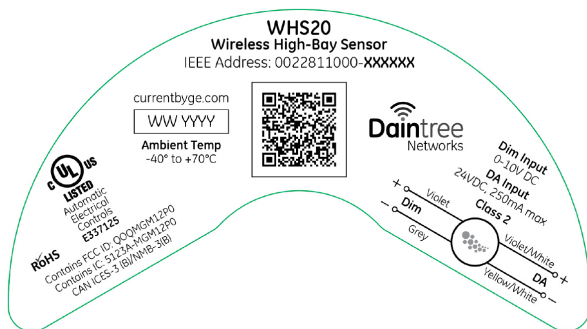 WHS20
Wireless High-Bay Sensor
IEEE Address: 0022811000-XXXXXX
currentbyge.com
WW YYYY
Ambient Temp
-40° to +70°C
Daintree
Networks
C UL US
LISTED
Automatic
Electrical
Controls
E337125
RoHS
Contains FCC ID: QOQMGM12P0
Contains IC: 5123A-MGM12P0
CAN ICES-3 (B)/NMB-3(B)
Dim Input
0-10V DC
DA Input
24VDC, 250mA max
Class 2
+ Violet
Dim
- Grey
Violet/White +
DA
Yellow/White -